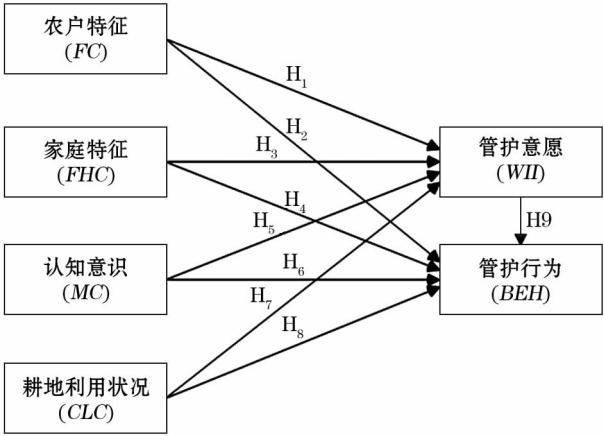 农户特征
(FC)
H1
H2
家庭特征
(FHC)
H3
管护意愿
(WII)
H4
H5
H9
认知意识
(MC)
H6
管护行为
(BEH)
H7
H8
耕地利用状况
(CLC)